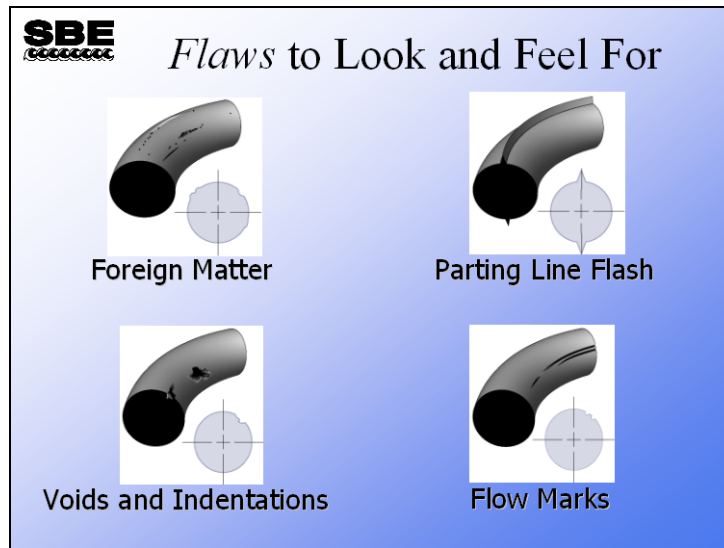 SBE
Flaws to Look and Feel For
Foreign Matter
Parting Line Flash
Voids and Indentations
Flow Marks